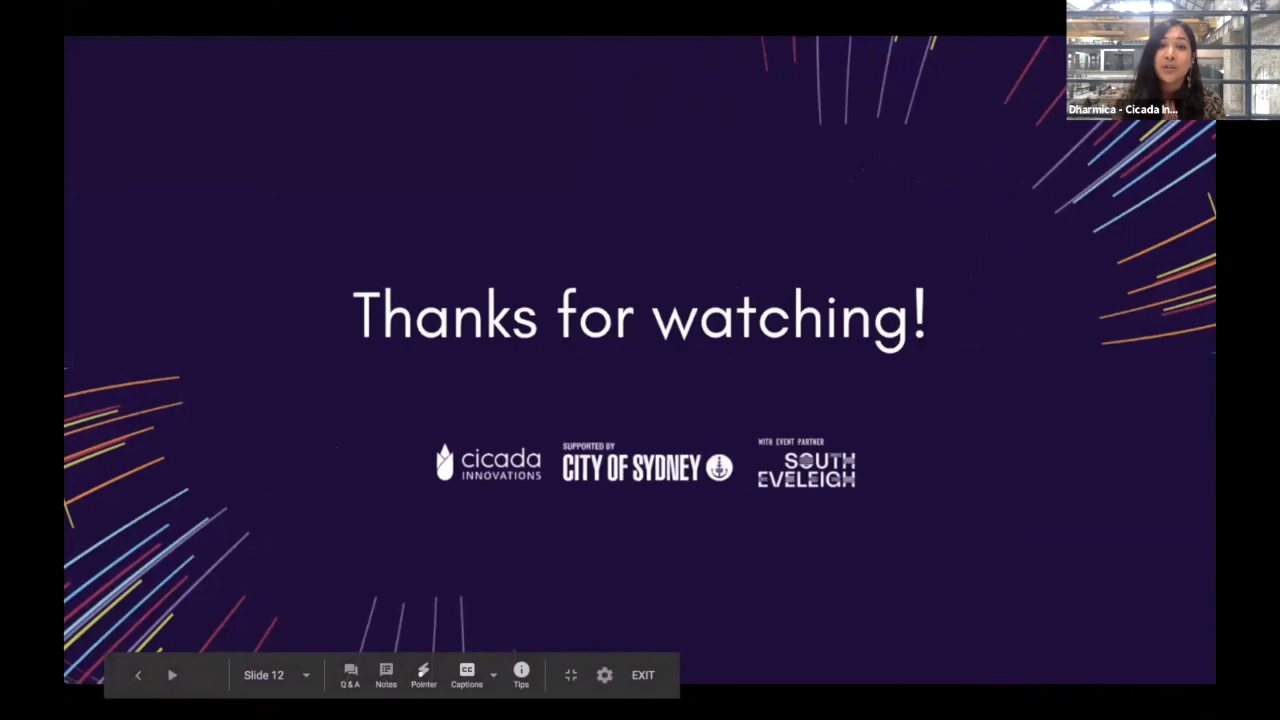 Dharmica - Cicada In...
Thanks for watching!
cicada
INNOVATIONS
SUPPORTED BY
CITY OF SYDNEY
WITH EVENT PARTNER
SOUTH
EVELEIGH
Slide 12
Q & A
Notes
Pointer
CC
Captions
Tips
EXIT